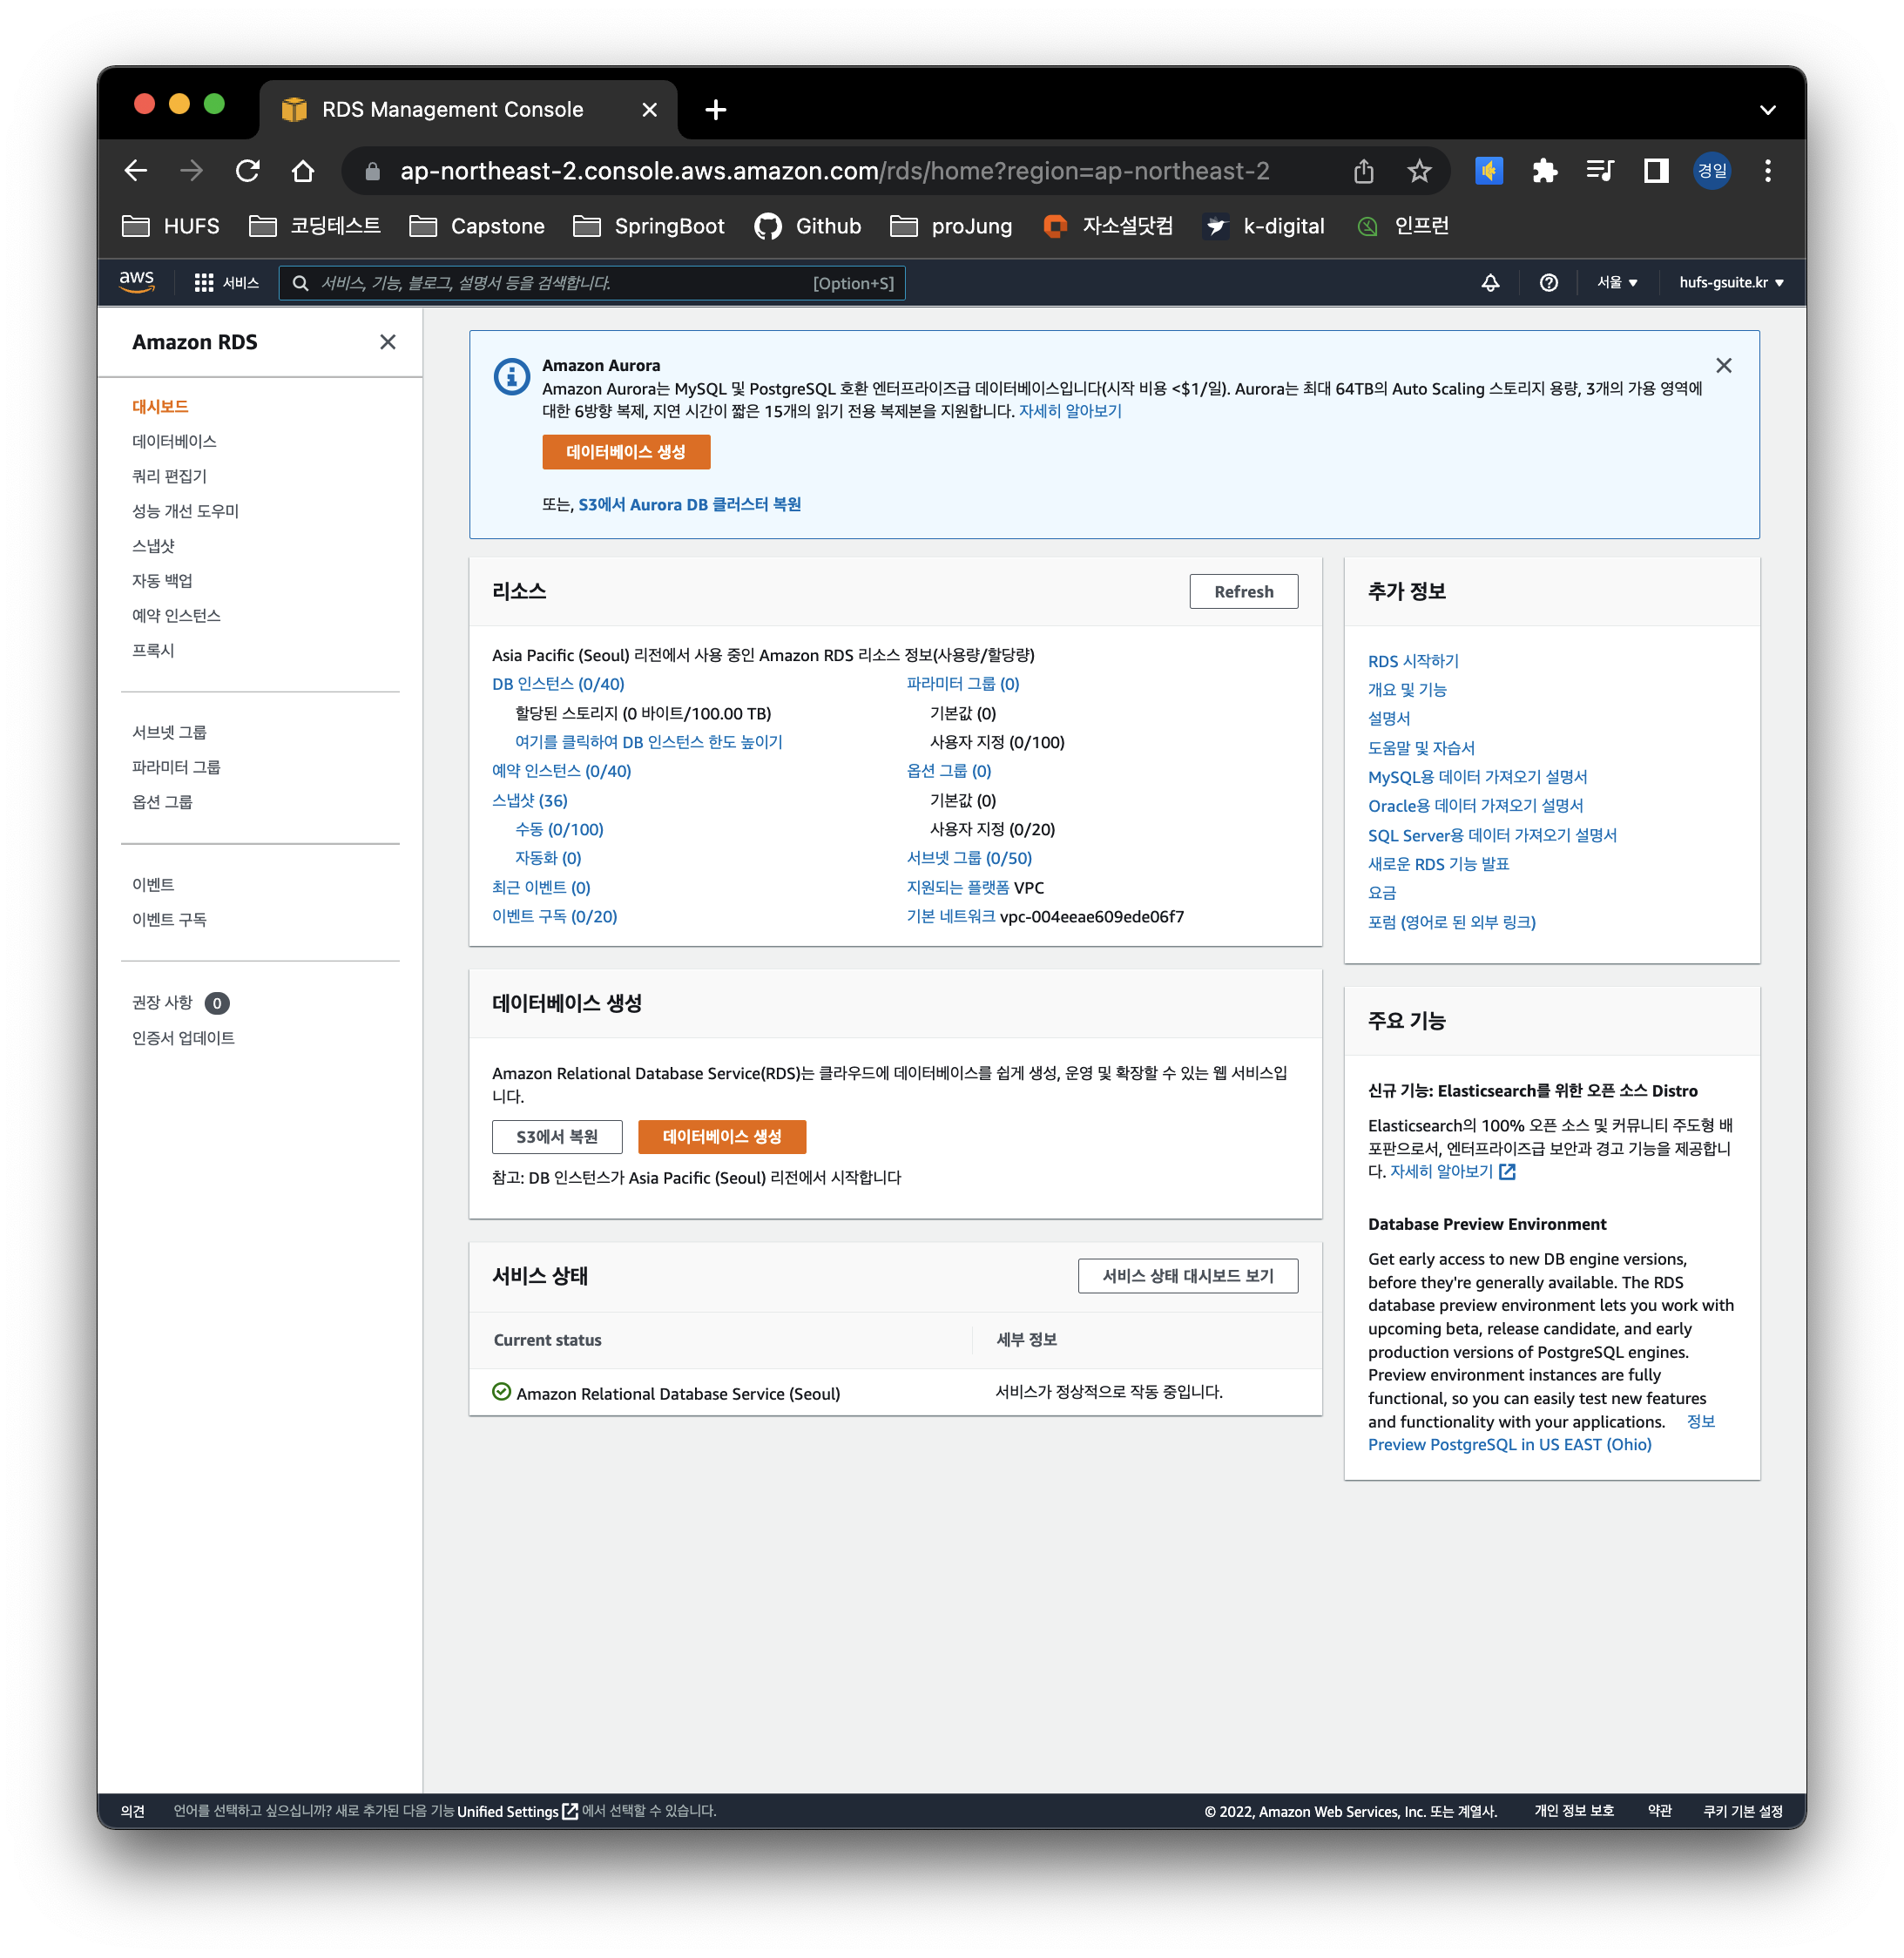 RDS Management Console
ap-northeast-2.console.aws.amazon.com/rds/home?region=ap-northeast-2
경일
HUFS
코딩테스트
Capstone
SpringBoot
Github
proJung
자소설닷컴
k-digital
인프런
aws
서비스
서비스, 기능, 블로그, 설명서 등을 검색합니다.
[Option+S]
서울
hufs-gsuite.kr
Amazon RDS
대시보드
데이터베이스
쿼리 편집기
성능 개선 도우미
스냅샷
자동 백업
예약 인스턴스
프록시
서브넷 그룹
파라미터 그룹
옵션 그룹
이벤트
이벤트 구독
권장 사항 0
인증서 업데이트
Amazon Aurora
Amazon Aurora는 MySQL 및 PostgreSQL 호환 엔터프라이즈급 데이터베이스입니다(시작 비용 <$1/일). Aurora는 최대 64TB의 Auto Scaling 스토리지 용량, 3개의 가용 영역에
대한 6방향 복제, 지연 시간이 짧은 15개의 읽기 전용 복제본을 지원합니다. 자세히 알아보기
데이터베이스 생성
또는, S3에서 Aurora DB 클러스터 복원
리소스
Refresh
Asia Pacific (Seoul) 리전에서 사용 중인 Amazon RDS 리소스 정보(사용량/할당량)
DB 인스턴스 (0/40)
할당된 스토리지 (0 바이트/100.00 TB)
여기를 클릭하여 DB 인스턴스 한도 높이기
예약 인스턴스 (0/40)
스냅샷 (36)
수동 (0/100)
자동화 (0)
최근 이벤트 (0)
이벤트 구독 (0/20)
파라미터 그룹 (0)
기본값 (0)
사용자 지정 (0/100)
옵션 그룹 (0)
기본값 (0)
사용자 지정 (0/20)
서브넷 그룹 (0/50)
지원되는 플랫폼 VPC
기본 네트워크 vpc-004eeae609ede06f7
데이터베이스 생성
Amazon Relational Database Service(RDS)는 클라우드에 데이터베이스를 쉽게 생성, 운영 및 확장할 수 있는 웹 서비스입
니다.
S3에서 복원
데이터베이스 생성
참고: DB 인스턴스가 Asia Pacific (Seoul) 리전에서 시작합니다
서비스 상태
서비스 상태 대시보드 보기
Current status
세부 정보
Amazon Relational Database Service (Seoul)
서비스가 정상적으로 작동 중입니다.
추가 정보
RDS 시작하기
개요 및 기능
설명서
도움말 및 자습서
MySQL용 데이터 가져오기 설명서
Oracle용 데이터 가져오기 설명서
SQL Server용 데이터 가져오기 설명서
새로운 RDS 기능 발표
요금
포럼 (영어로 된 외부 링크)
주요 기능
신규 기능: Elasticsearch를 위한 오픈 소스 Distro
Elasticsearch의 100% 오픈 소스 및 커뮤니티 주도형 배
포판으로서, 엔터프라이즈급 보안과 경고 기능을 제공합니
다. 자세히 알아보기
Database Preview Environment
Get early access to new DB engine versions,
before they're generally available. The RDS
database preview environment lets you work with
upcoming beta, release candidate, and early
production versions of PostgreSQL engines.
Preview environment instances are fully
functional, so you can easily test new features
and functionality with your applications. 정보
Preview PostgreSQL in US EAST (Ohio)
의견
언어를 선택하고 싶으십니까? 새로 추가된 다음 기능 Unified Settings 에서 선택할 수 있습니다.
© 2022, Amazon Web Services, Inc. 또는 계열사.
개인 정보 보호
약관
쿠키 기본 설정